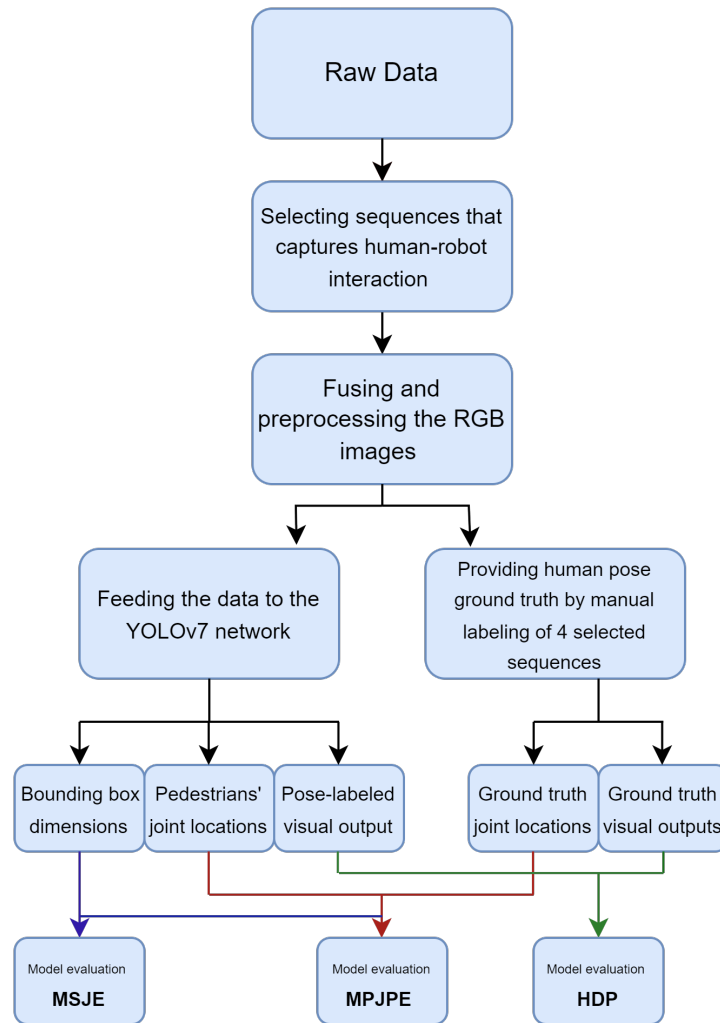 Raw Data
Selecting sequences that
captures human-robot
interaction
Fusing and
preprocessing the RGB
images
Feeding the data to the
YOLOv7 network
Providing human pose
ground truth by manual
labeling of 4 selected
sequences
Bounding box
dimensions
Pedestrians'
joint locations
Pose-labeled
visual output
Ground truth
joint locations
Ground truth
visual outputs
Model evaluation
MSJE
Model evaluation
MPJPE
Model evaluation
HDP